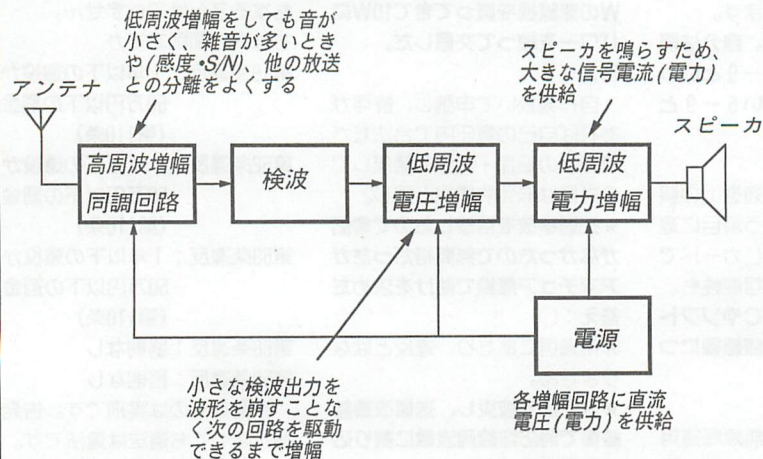 低周波増幅をしても音が
小さく、雑音が多いとき
や(感度・S/N)、他の放送
との分離をよくする
スピーカを鳴らすため、
大きな信号電流(電力)
を供給
アンテナ
スピーカ
高周波増幅
同調回路
検波
低周波
電圧増幅
低周波
電力増幅
電源
小さな検波出力を
波形を崩すことな
く次の回路を駆動
できるまで増幅
各増幅回路に直流
電圧(電力)を供給